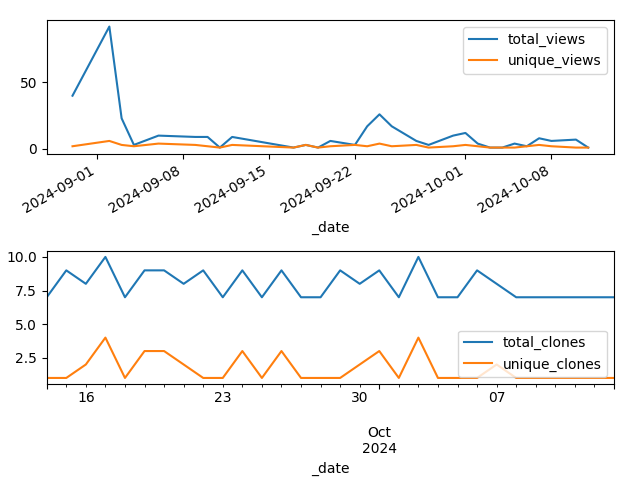 total_views
unique_views
50
0
2024-09-01
2024-09-08
2024-09-15
2024-09-22
2024-10-01
2024-10-08
_date
10.0
7.5
5.0
2.5
total_clones
unique_clones
16
23
30
07
Oct
2024
_date